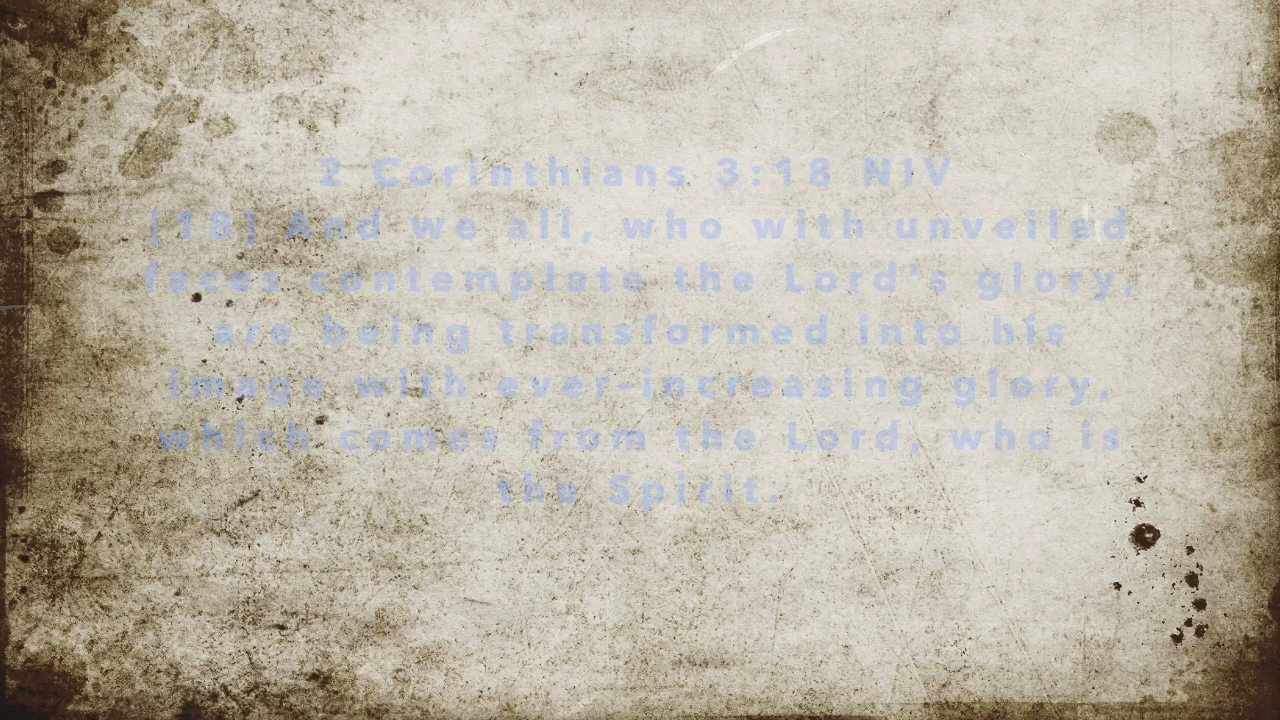 2 Corinthians 3:18 NIV
[18] And we all, who with unveiled
faces contemplate the Lord's glory,
are being transformed into his
image with ever-increasing glory,
which comes from the Lord, who is
the Spirit.